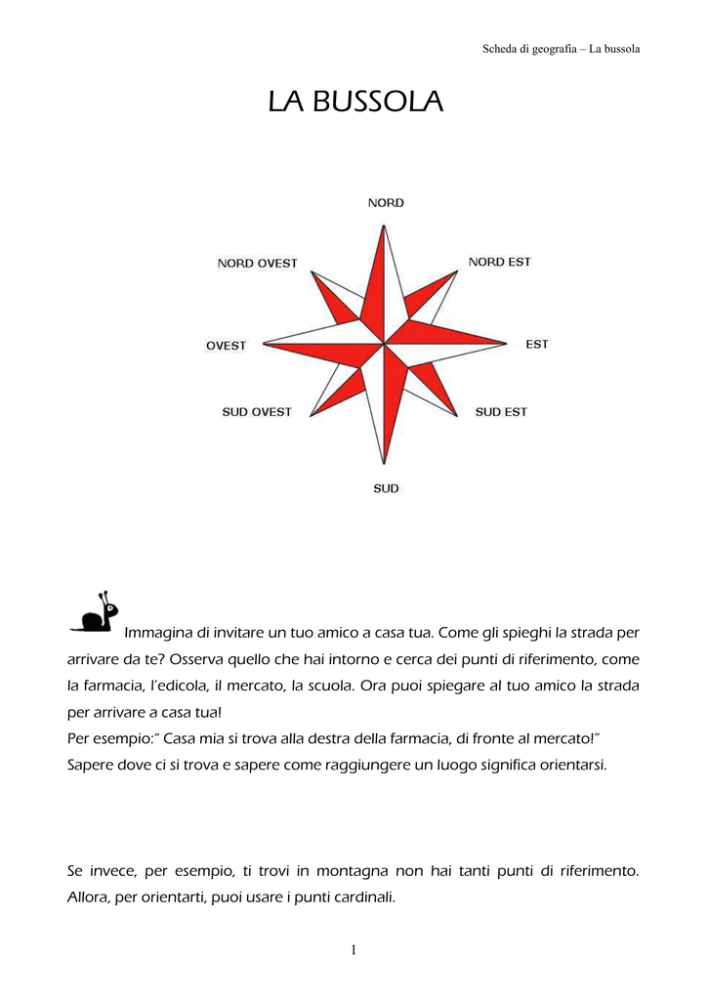 Scheda di geografia – La bussola
LA BUSSOLA
NORD
NORD OVEST
NORD EST
OVEST
EST
SUD OVEST
SUD EST
SUD
Immagina di invitare un tuo amico a casa tua. Come gli spieghi la strada per
arrivare da te? Osserva quello che hai intorno e cerca dei punti di riferimento, come
la farmacia, l’edicola, il mercato, la scuola. Ora puoi spiegare al tuo amico la strada
per arrivare a casa tua!
Per esempio:“ Casa mia si trova alla destra della farmacia, di fronte al mercato!”
Sapere dove ci si trova e sapere come raggiungere un luogo significa orientarsi.
Se invece, per esempio, ti trovi in montagna non hai tanti punti di riferimento.
Allora, per orientarti, puoi usare i punti cardinali.
1